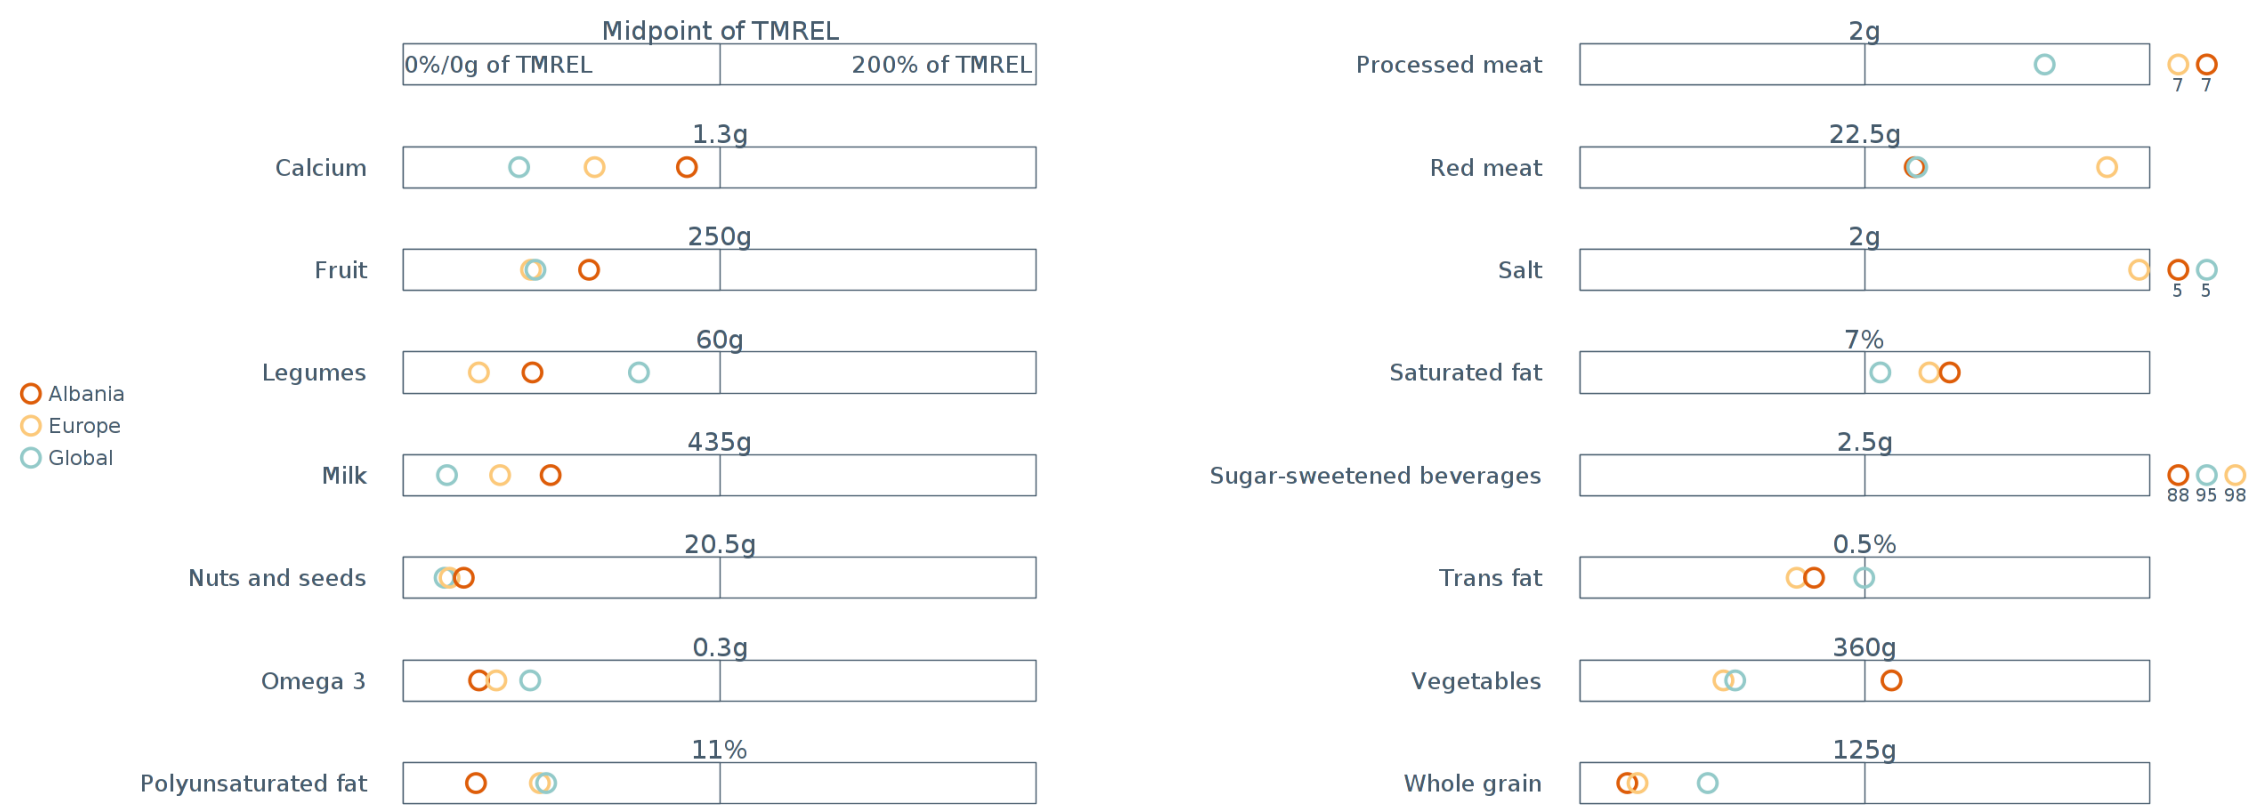 Midpoint of TMREL
0%/0g of TMREL 200% of TMREL
1.3g
Calcium
250g
Fruit
60g
Legumes
435g
Milk
20.5g
Nuts and seeds
0.3g
Omega 3
11%
Polyunsaturated fat
Albania
Europe
Global
2g
Processed meat
7 7
22.5g
Red meat
2g
Salt
5 5
7%
Saturated fat
2.5g
Sugar-sweetened beverages
88 95 98
0.5%
Trans fat
360g
Vegetables
125g
Whole grain